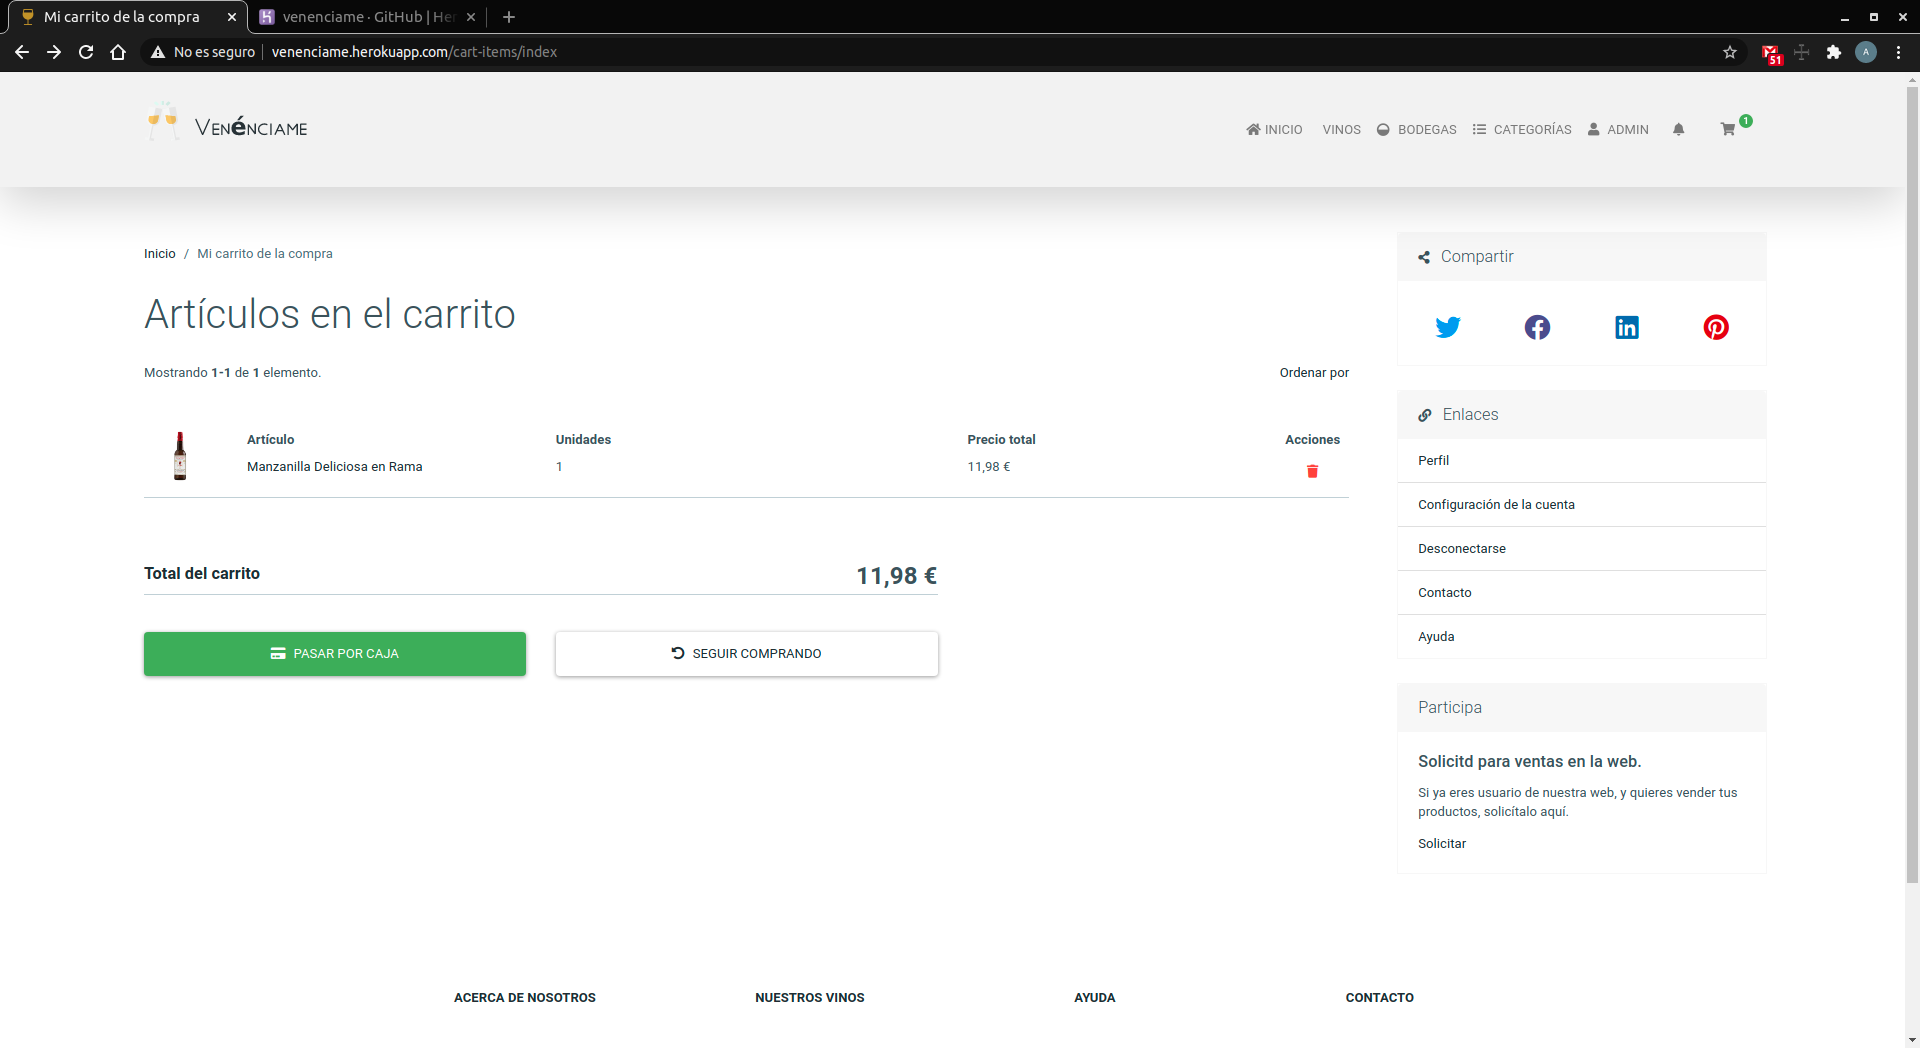 Mi carrito de la compra
venenciame · GitHub | Her
No es seguro
venenciame.herokuapp.com/cart-items/index
51
A
Venénciame
INICIO
VINOS
BODEGAS
CATEGORÍAS
ADMIN
1
Inicio / Mi carrito de la compra
Artículos en el carrito
Mostrando 1-1 de 1 elemento.
Ordenar por
Artículo
Unidades
Precio total
Acciones
Manzanilla Deliciosa en Rama
1
11,98 €
Total del carrito
11,98 €
PASAR POR CAJA
SEGUIR COMPRANDO
Compartir
Enlaces
Perfil
Configuración de la cuenta
Desconectarse
Contacto
Ayuda
Participa
Solicitd para ventas en la web.
Si ya eres usuario de nuestra web, y quieres vender tus
productos, solicítalo aquí.
Solicitar
ACERCA DE NOSOTROS
NUESTROS VINOS
AYUDA
CONTACTO